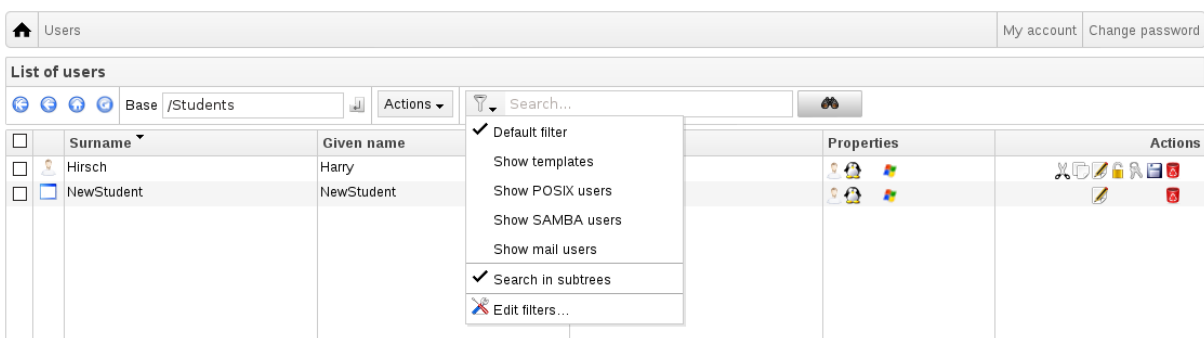 Users My account Change password
List of users
Base /Students Actions Search...
Surname Given name Properties Actions
Default filter
Show templates
Hirsch Harry
NewStudent NewStudent
Show POSIX users
Show SAMBA users
Show mail users
Search in subtrees
Edit filters...